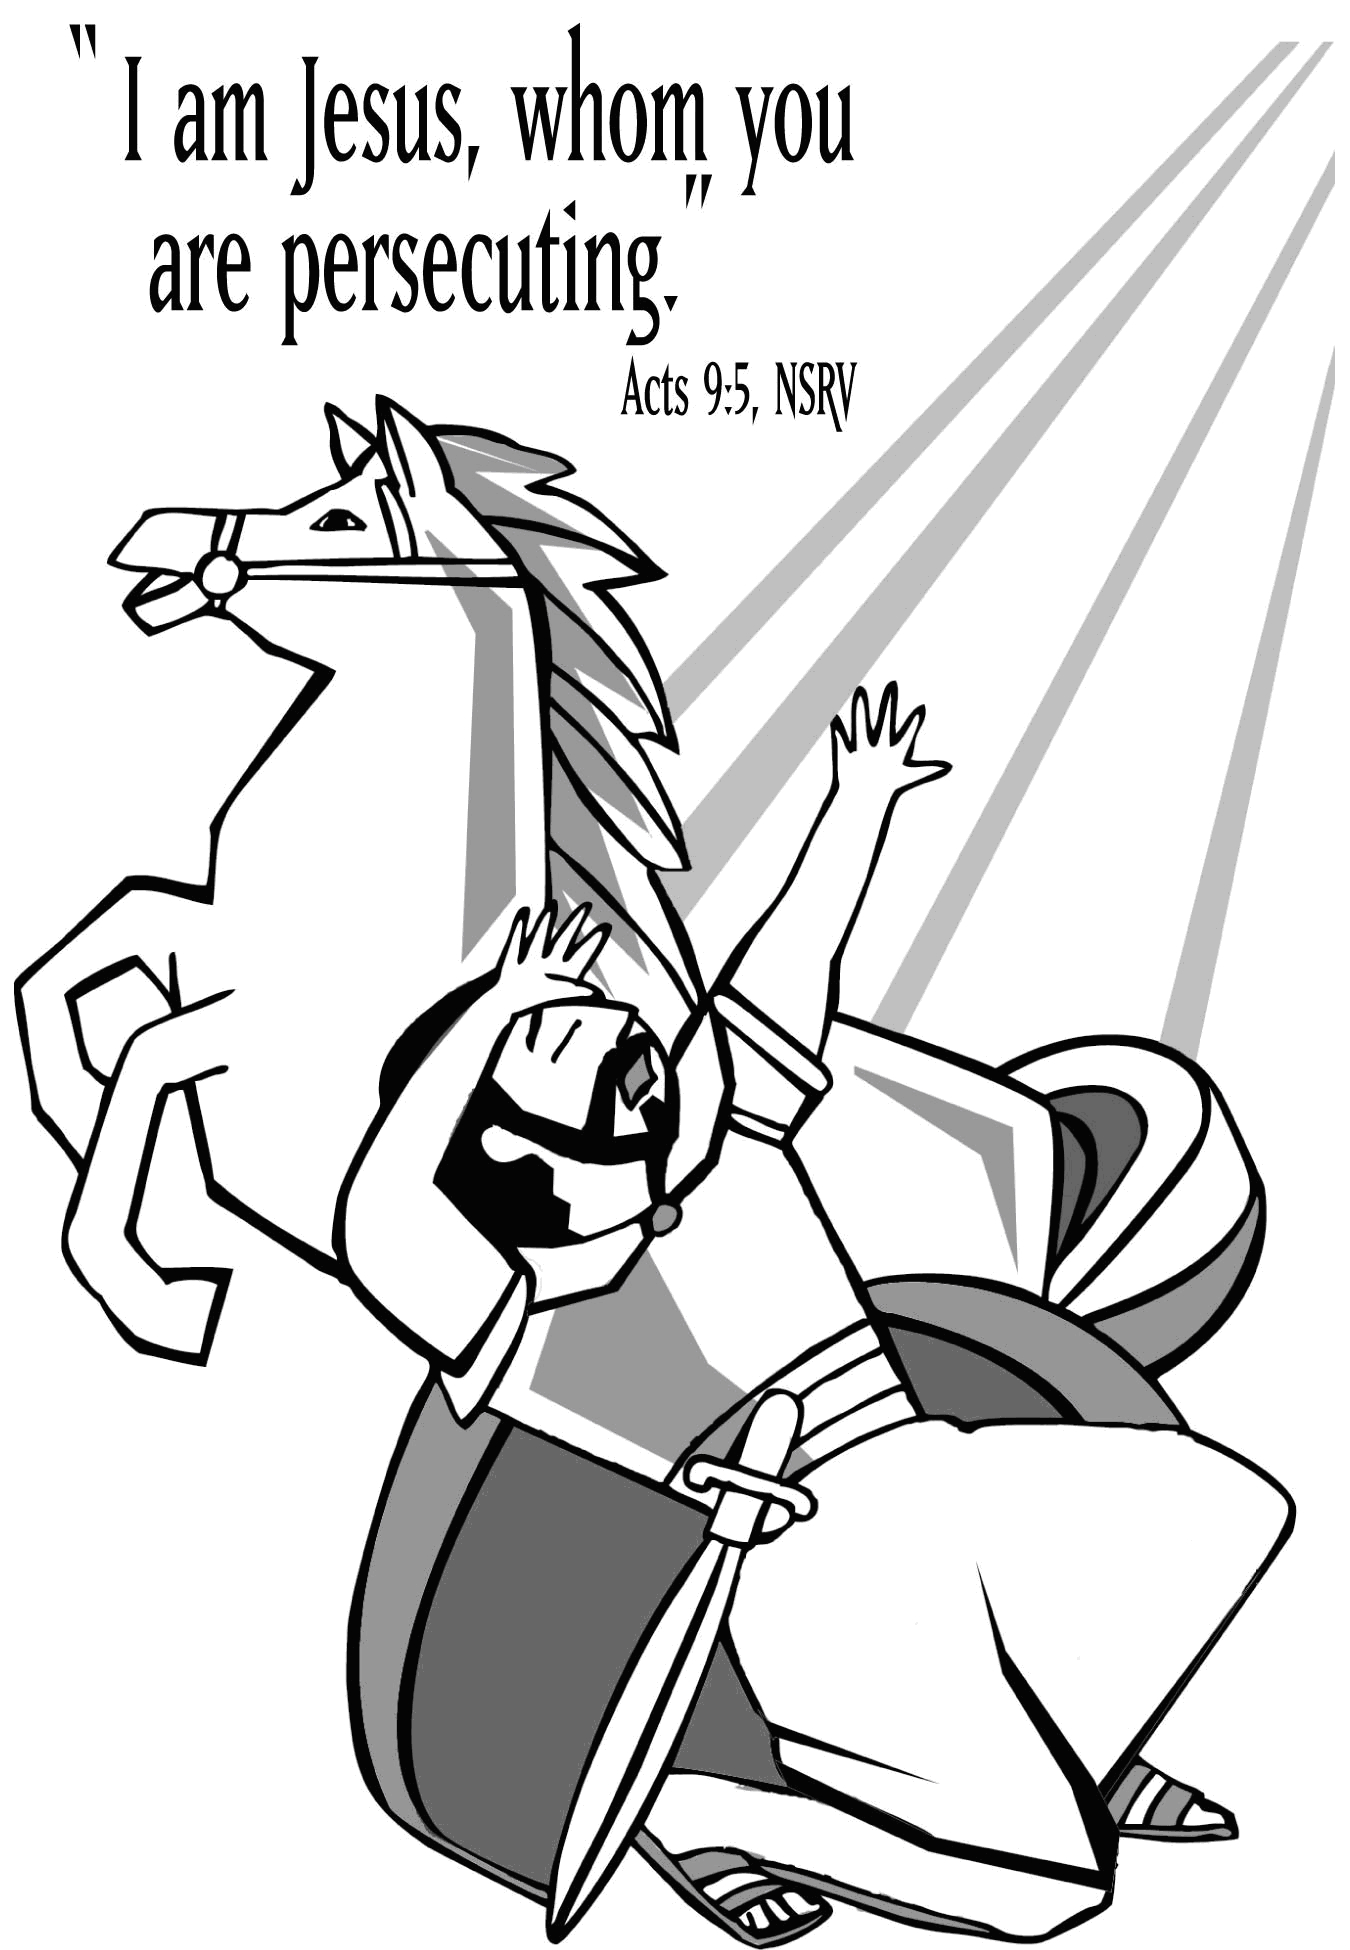 "I am Jesus, whom you
are persecuting."
Acts 9:5, NSRV